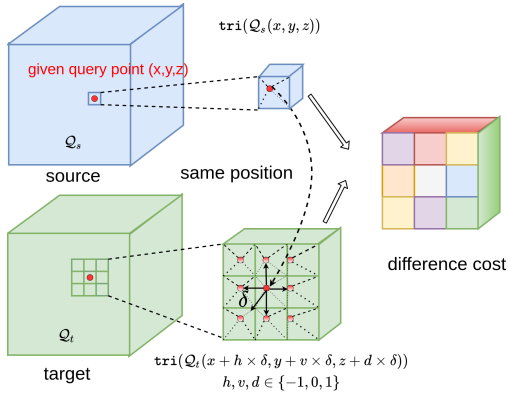 tri(𝒬ₛ(x, y, z))
given query point (x,y,z)
𝒬ₛ
source
same position
difference cost
δ
𝒬ₜ
tri(𝒬ₜ(x + h × δ, y + v × δ, z + d × δ))
target
h, v, d ∈ {−1, 0, 1}